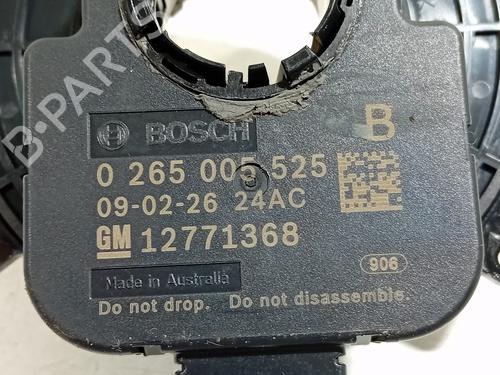 B-PARTS
BOSCH
B
0 265 005 525
09-02-26 24AC
GM 12771368
906
Made in Australia
Do not drop. Do not disassemble.